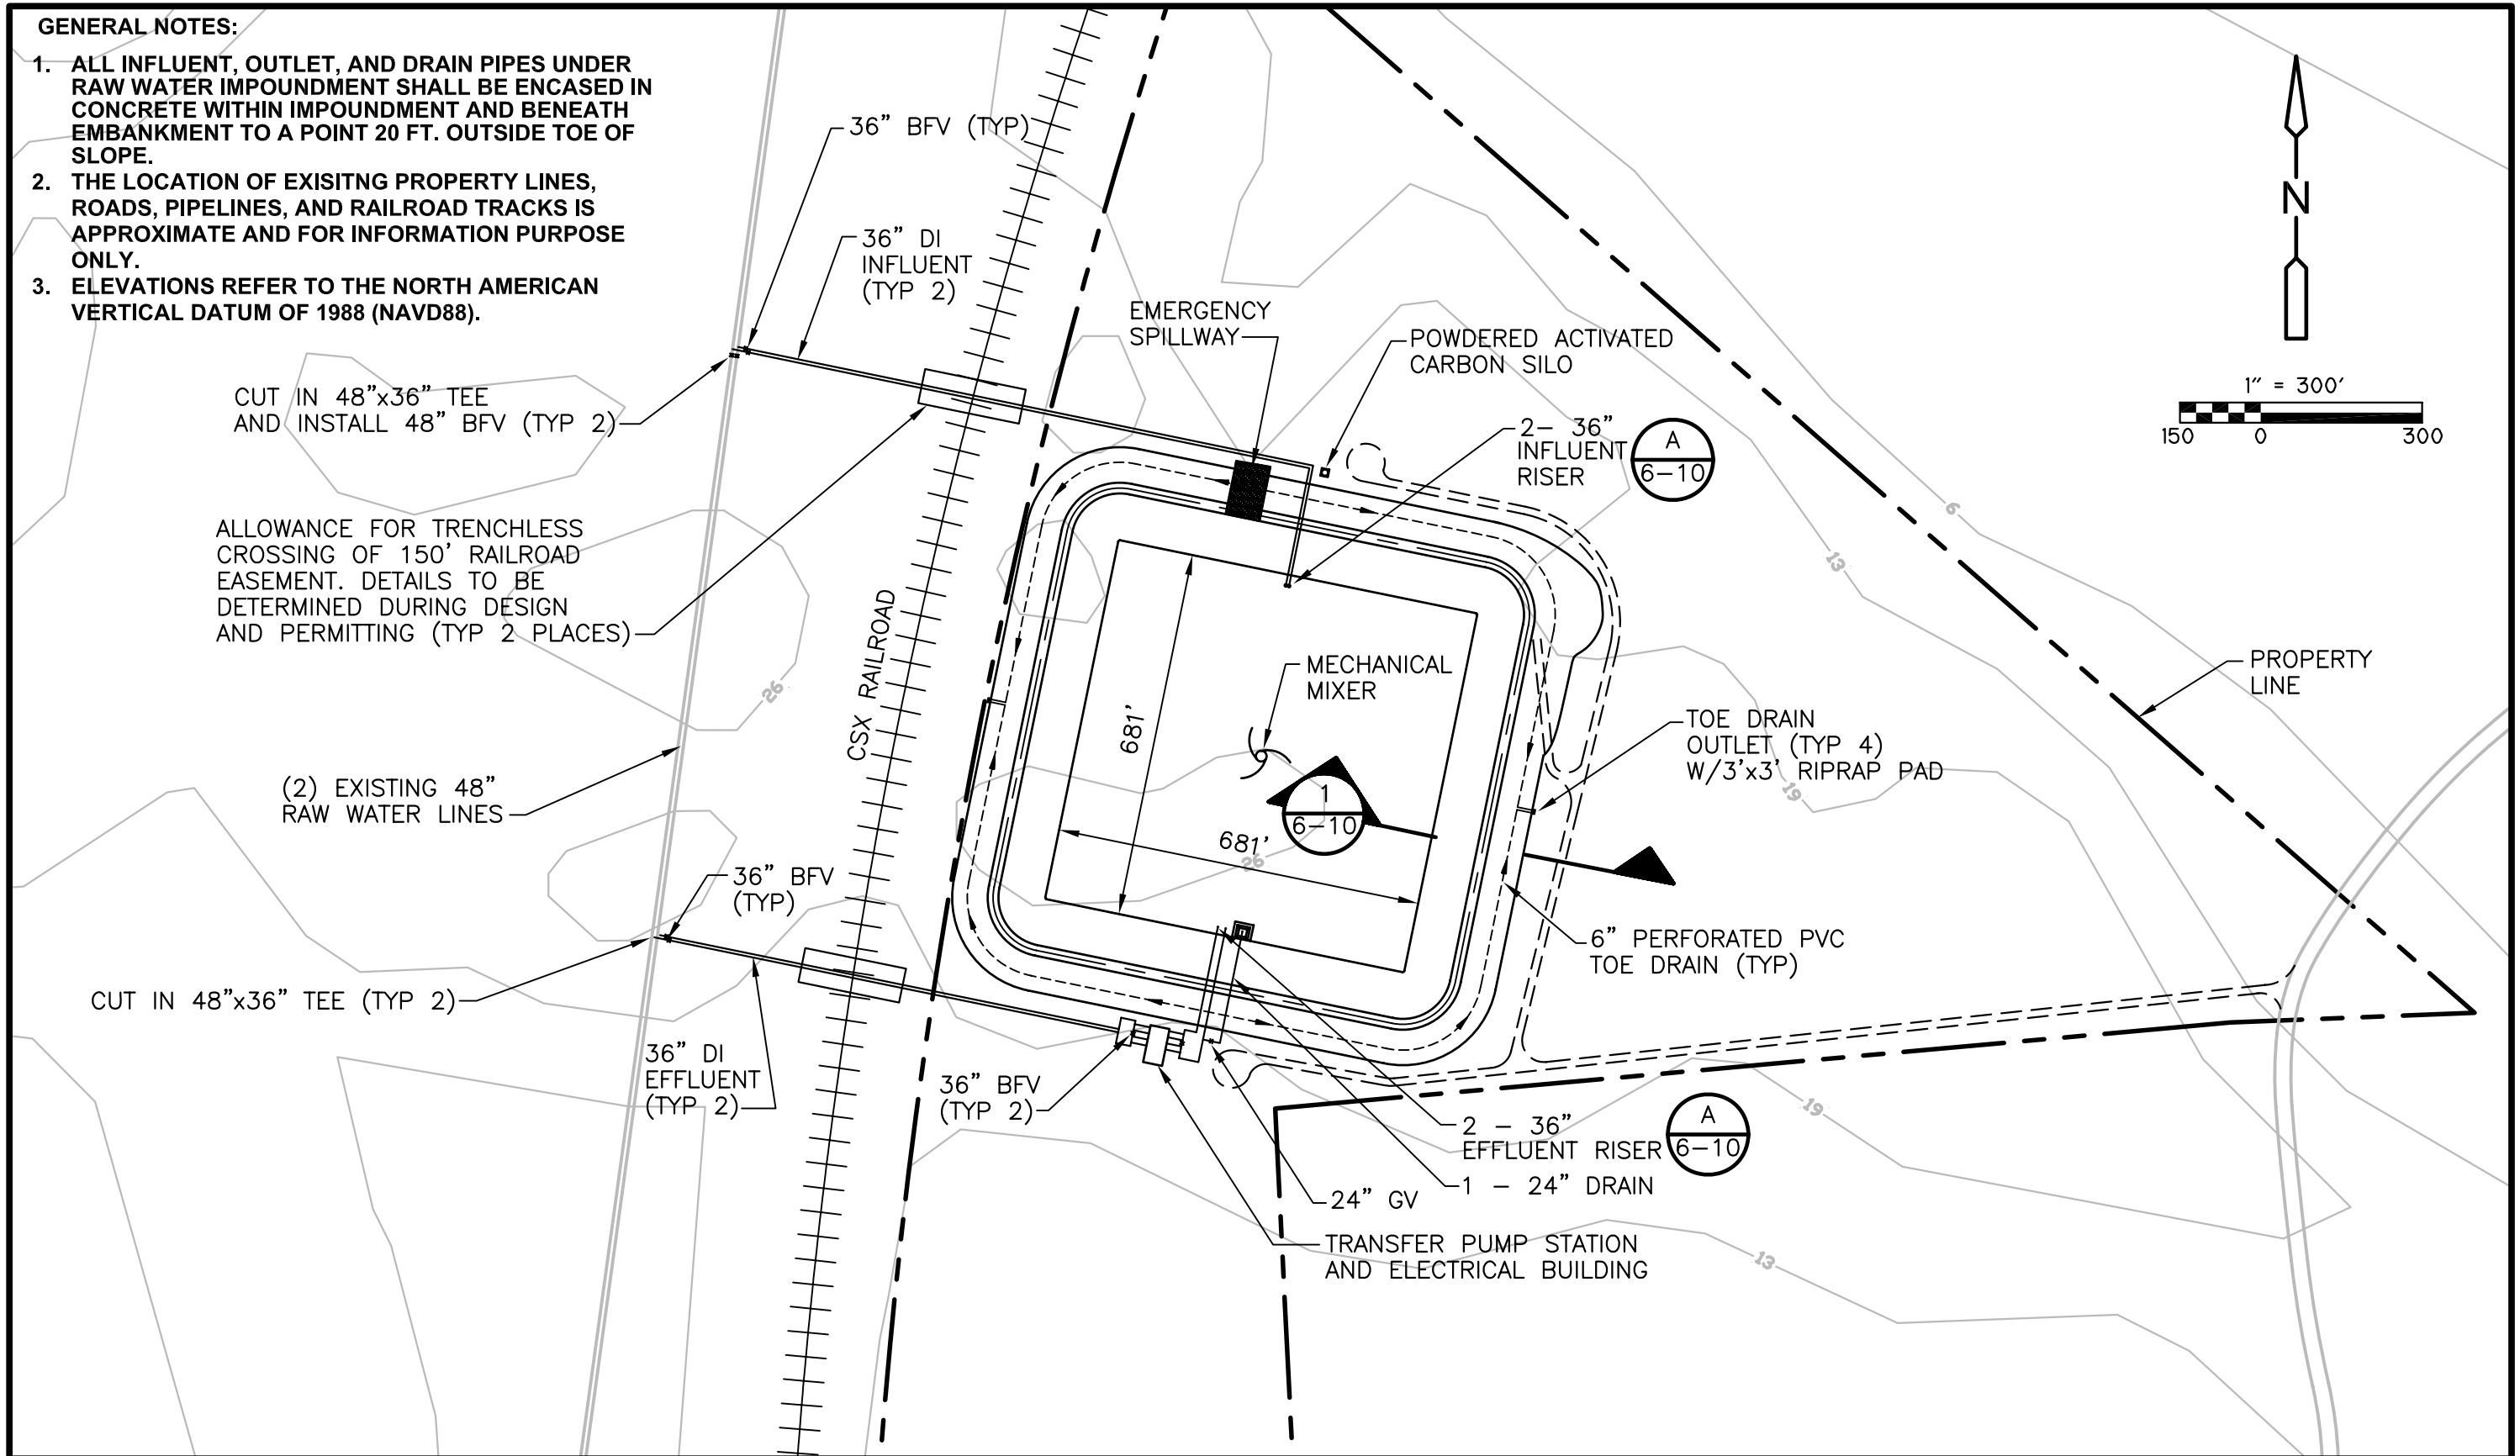 GENERAL NOTES:
1. ALL INFLUENT, OUTLET, AND DRAIN PIPES UNDER
RAW WATER IMPOUNDMENT SHALL BE ENCASED IN
CONCRETE WITHIN IMPOUNDMENT AND BENEATH
EMBANKMENT TO A POINT 20 FT. OUTSIDE TOE OF
SLOPE.
2. THE LOCATION OF EXISITNG PROPERTY LINES,
ROADS, PIPELINES, AND RAILROAD TRACKS IS
APPROXIMATE AND FOR INFORMATION PURPOSE
ONLY.
3. ELEVATIONS REFER TO THE NORTH AMERICAN
VERTICAL DATUM OF 1988 (NAVD88).
36" BFV (TYP)
36" DI
INFLUENT
(TYP 2)
EMERGENCY
SPILLWAY
POWDERED ACTIVATED
CARBON SILO
N
1" = 300'
150 0 300
CUT IN 48"x36" TEE
AND INSTALL 48" BFV (TYP 2)
2- 36"
INFLUENT
RISER
A
6-10
6
13
ALLOWANCE FOR TRENCHLESS
CROSSING OF 150' RAILROAD
EASEMENT. DETAILS TO BE
DETERMINED DURING DESIGN
AND PERMITTING (TYP 2 PLACES)
26
CSX RAILROAD
681'
MECHANICAL
MIXER
PROPERTY
LINE
TOE DRAIN
OUTLET (TYP 4)
W/3'x3' RIPRAP PAD
19
(2) EXISTING 48"
RAW WATER LINES
1
6-10
681'
26
36" BFV
(TYP)
6" PERFORATED PVC
TOE DRAIN (TYP)
CUT IN 48"x36" TEE (TYP 2)
36" DI
EFFLUENT
(TYP 2)
36" BFV
(TYP 2)
2 - 36"
EFFLUENT RISER
A
6-10
19
1 - 24" DRAIN
24" GV
TRANSFER PUMP STATION
AND ELECTRICAL BUILDING
13